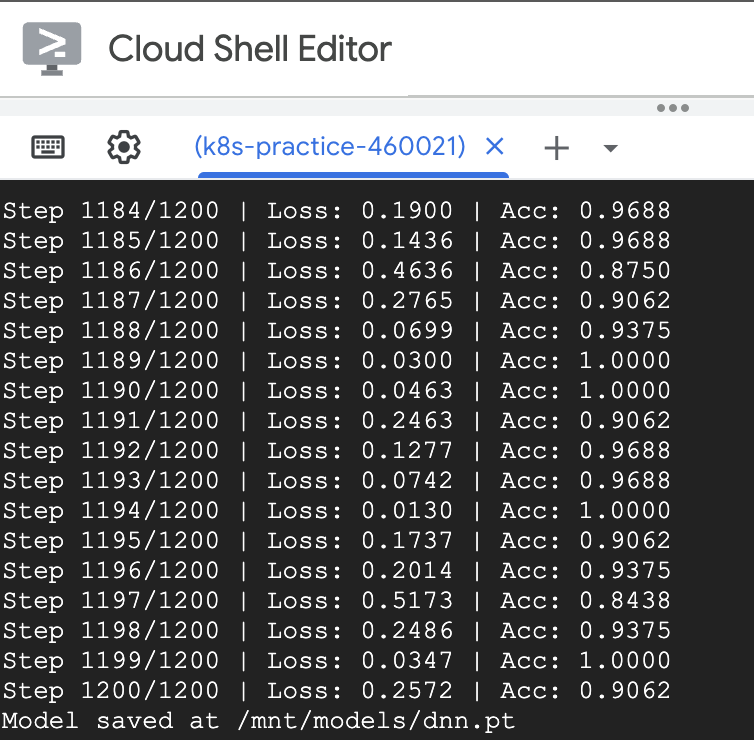 Cloud Shell Editor
(k8s-practice-460021)
Step 1184/1200 | Loss: 0.1900 | Acc: 0.9688
Step 1185/1200 | Loss: 0.1436 | Acc: 0.9688
Step 1186/1200 | Loss: 0.4636 | Acc: 0.8750
Step 1187/1200 | Loss: 0.2765 | Acc: 0.9062
Step 1188/1200 | Loss: 0.0699 | Acc: 0.9375
Step 1189/1200 | Loss: 0.0300 | Acc: 1.0000
Step 1190/1200 | Loss: 0.0463 | Acc: 1.0000
Step 1191/1200 | Loss: 0.2463 | Acc: 0.9062
Step 1192/1200 | Loss: 0.1277 | Acc: 0.9688
Step 1193/1200 | Loss: 0.0742 | Acc: 0.9688
Step 1194/1200 | Loss: 0.0130 | Acc: 1.0000
Step 1195/1200 | Loss: 0.1737 | Acc: 0.9062
Step 1196/1200 | Loss: 0.2014 | Acc: 0.9375
Step 1197/1200 | Loss: 0.5173 | Acc: 0.8438
Step 1198/1200 | Loss: 0.2486 | Acc: 0.9375
Step 1199/1200 | Loss: 0.0347 | Acc: 1.0000
Step 1200/1200 | Loss: 0.2572 | Acc: 0.9062
Model saved at /mnt/models/dnn.pt